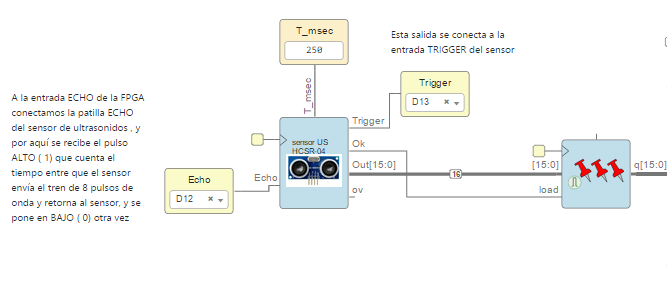 T_msec
250
Esta salida se conecta a la
entrada TRIGGER del sensor
T_msec
Trigger
D13
A la entrada ECHO de la FPGA
conectamos la patilla ECHO
del sensor de ultrasonidos , y
por aquí se recibe el pulso
ALTO ( 1) que cuenta el
tiempo entre que el sensor
envía el tren de 8 pulsos de
onda y retorna al sensor, y se
pone en BAJO ( 0) otra vez
Trigger
sensor US
HCSR-04
Ok
Out[15:0]
16
[15:0]
q[15:0]
Echo
D12
Echo
ov
load